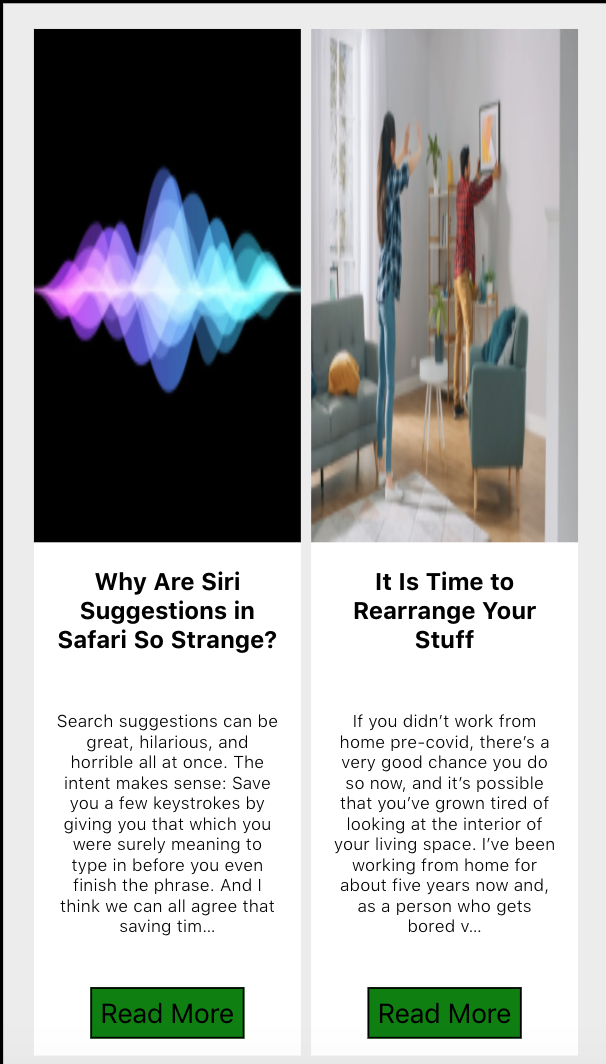 Why Are Siri
Suggestions in
Safari So Strange?
Search suggestions can be
great, hilarious, and
horrible all at once. The
intent makes sense: Save
you a few keystrokes by
giving you that which you
were surely meaning to
type in before you even
finish the phrase. And I
think we can all agree that
saving tim...
Read More
It Is Time to
Rearrange Your
Stuff
If you didn’t work from
home pre-covid, there’s a
very good chance you do
so now, and it’s possible
that you’ve grown tired of
looking at the interior of
your living space. I’ve been
working from home for
about five years now and,
as a person who gets
bored v...
Read More